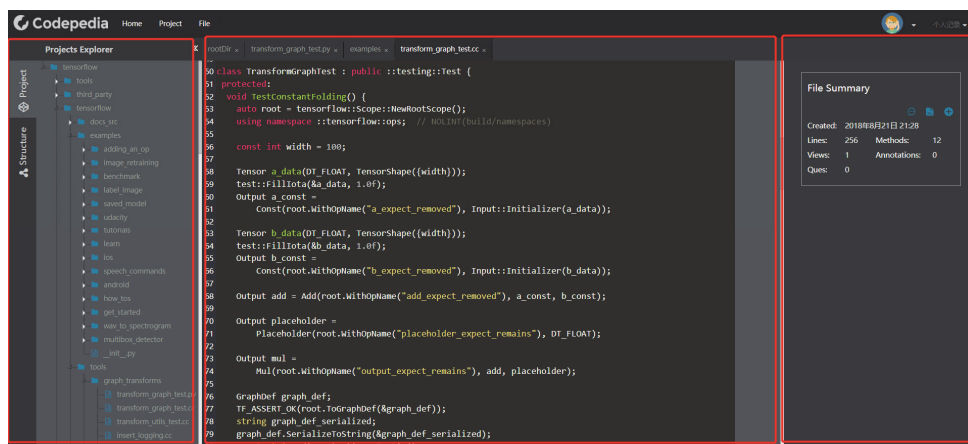 Codepedia Home Project File 个人记录
Projects Explorer
rootDir × transform_graph_test.py × examples × transform_graph_test.cc ×
Project
Structure
tensorflow
tools
third_party
tensorflow
docs_src
examples
adding_an_op
image_retraining
benchmark
label_image
saved_model
udacity
tutorials
learn
ios
speech_commands
android
how_tos
get_started
wav_to_spectrogram
multibox_detector
__init__.py
tools
graph_transforms
transform_graph_test.py
transform_graph_test.cc
transform_utils_test.cc
insert_logging.cc
50 class TransformGraphTest : public ::testing::Test {
51 protected:
52 void TestConstantFolding() {
53 auto root = tensorflow::Scope::NewRootScope();
54 using namespace ::tensorflow::ops; // NOLINT(build/namespaces)
55
56 const int width = 100;
57
58 Tensor a_data(DT_FLOAT, TensorShape({width}));
59 test::FillIota(&a_data, 1.0f);
60 Output a_const =
61 Const(root.WithOpName("a_expect_removed"), Input::Initializer(a_data));
62
63 Tensor b_data(DT_FLOAT, TensorShape({width}));
64 test::FillIota(&b_data, 1.0f);
65 Output b_const =
66 Const(root.WithOpName("b_expect_removed"), Input::Initializer(b_data));
67
68 Output add = Add(root.WithOpName("add_expect_removed"), a_const, b_const);
69
70 Output placeholder =
71 Placeholder(root.WithOpName("placeholder_expect_remains"), DT_FLOAT);
72
73 Output mul =
74 Mul(root.WithOpName("output_expect_remains"), add, placeholder);
75
76 GraphDef graph_def;
77 TF_ASSERT_OK(root.ToGraphDef(&graph_def));
78 string graph_def_serialized;
79 graph_def.SerializeToString(&graph_def_serialized);
File Summary
Created: 2018年8月21日 21:28
Lines: 256 Methods: 12
Views: 1 Annotations: 0
Ques: 0